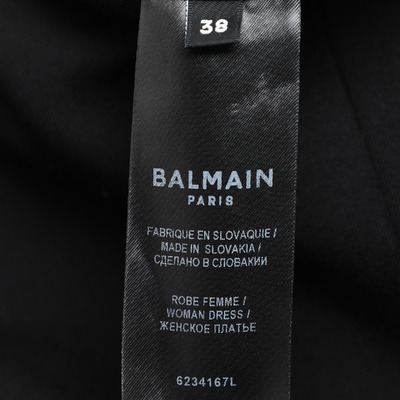 38
BALMAIN
PARIS
FABRIQUE EN SLOVAQUIE /
MADE IN SLOVAKIA /
СДЕЛАНО В СЛОВАКИИ
ROBE FEMME /
WOMAN DRESS /
ЖЕНСКОЕ ПЛАТЬЕ
6234167L